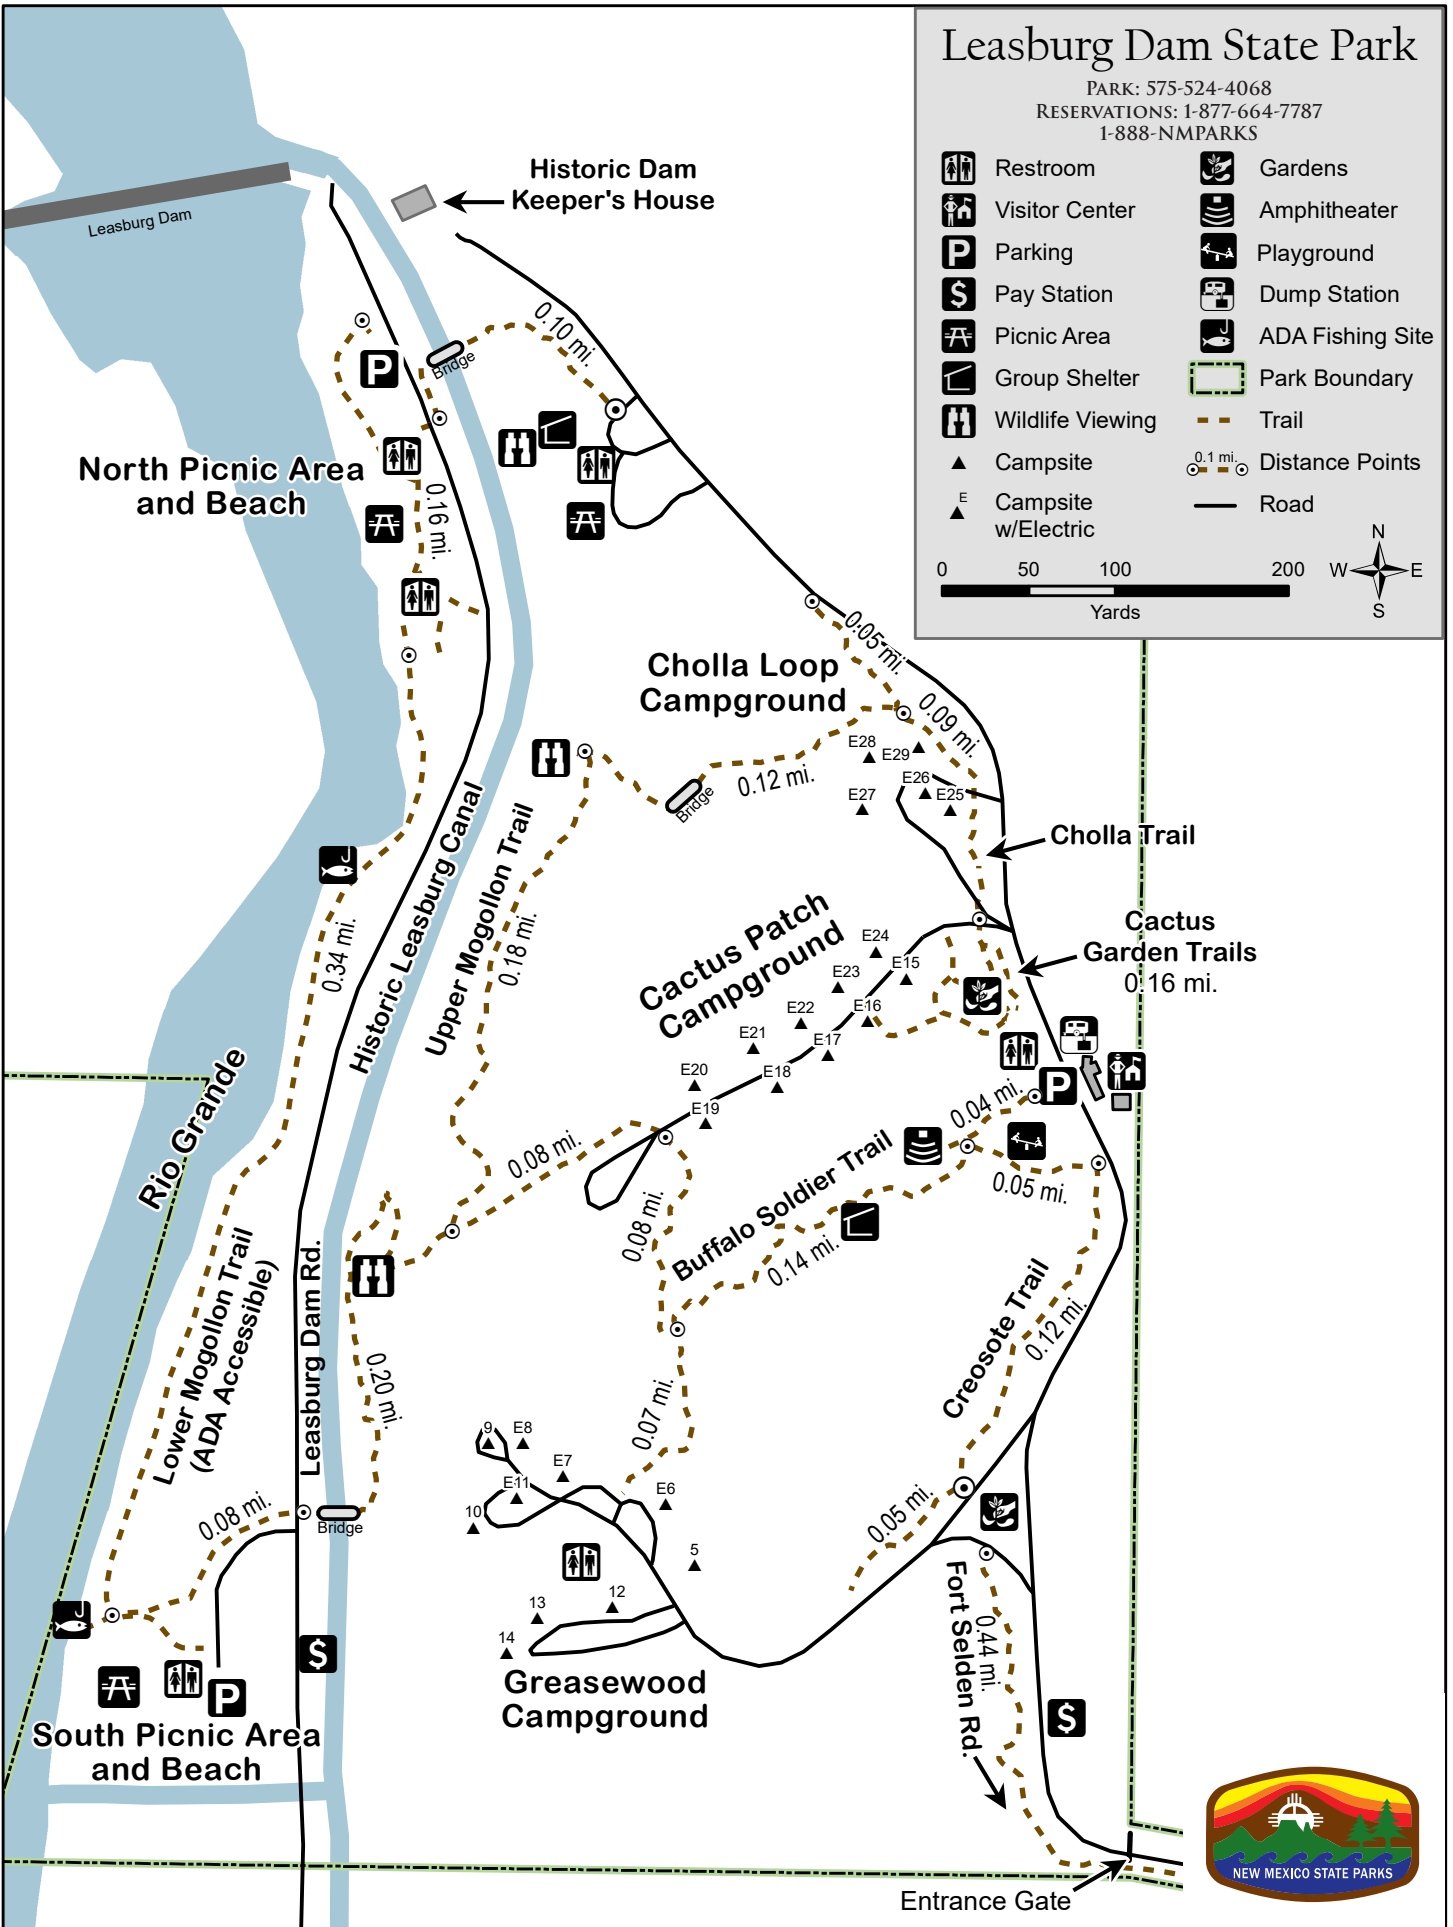 Leasburg Dam State Park
Park: 575-524-4068
Reservations: 1-877-664-7787
1-888-NMPARKS
Restroom
Visitor Center
P
Parking
$
Pay Station
Picnic Area
Group Shelter
Wildlife Viewing
Campsite
E
Campsite
w/Electric
Gardens
Amphitheater
Playground
Dump Station
ADA Fishing Site
Park Boundary
Trail
0.1 mi.
Distance Points
Road
0 50 100 200
Yards
N
W E
S
Historic Dam
Keeper's House
Leasburg Dam
0.10 mi.
P
Bridge
North Picnic Area
and Beach
0.16 mi.
0.05 mi.
Cholla Loop
Campground
0.09 mi.
E28
E29
0.12 mi.
E26
E27
E25
Bridge
Cholla Trail
Historic Leasburg Canal
Upper Mogollon Trail
0.18 mi.
Cactus Patch
Campground
Cactus
Garden Trails
0.16 mi.
E24
E15
E23
E16
E22
E17
E21
E18
E20
E19
0.34 mi.
Rio Grande
P
0.04 mi.
0.08 mi.
Buffalo Soldier Trail
0.05 mi.
0.08 mi.
0.14 mi.
Lower Mogollon Trail
(ADA Accessible)
Leasburg Dam Rd.
0.20 mi.
Creosote Trail
0.12 mi.
0.07 mi.
9
E8
E7
E11
E6
10
5
0.05 mi.
0.08 mi.
Bridge
12
13
14
Greasewood
Campground
Fort Selden Rd.
0.44 mi.
$
$
P
South Picnic Area
and Beach
Entrance Gate
NEW MEXICO STATE PARKS